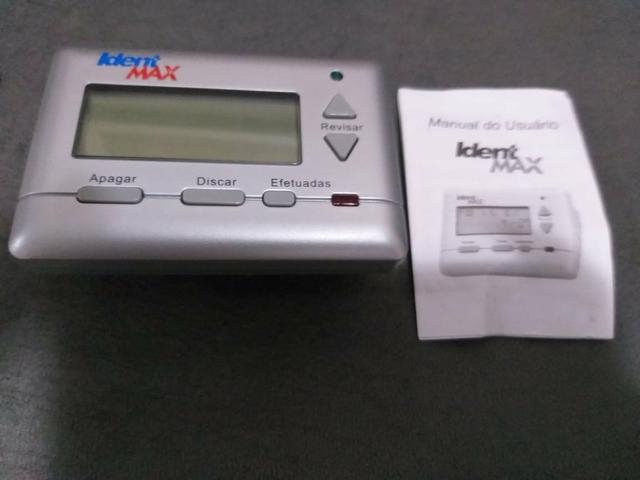 Ident
MAX
Revisar
Apagar
Discar
Efetuadas
Manual do Usuário
Ident
MAX